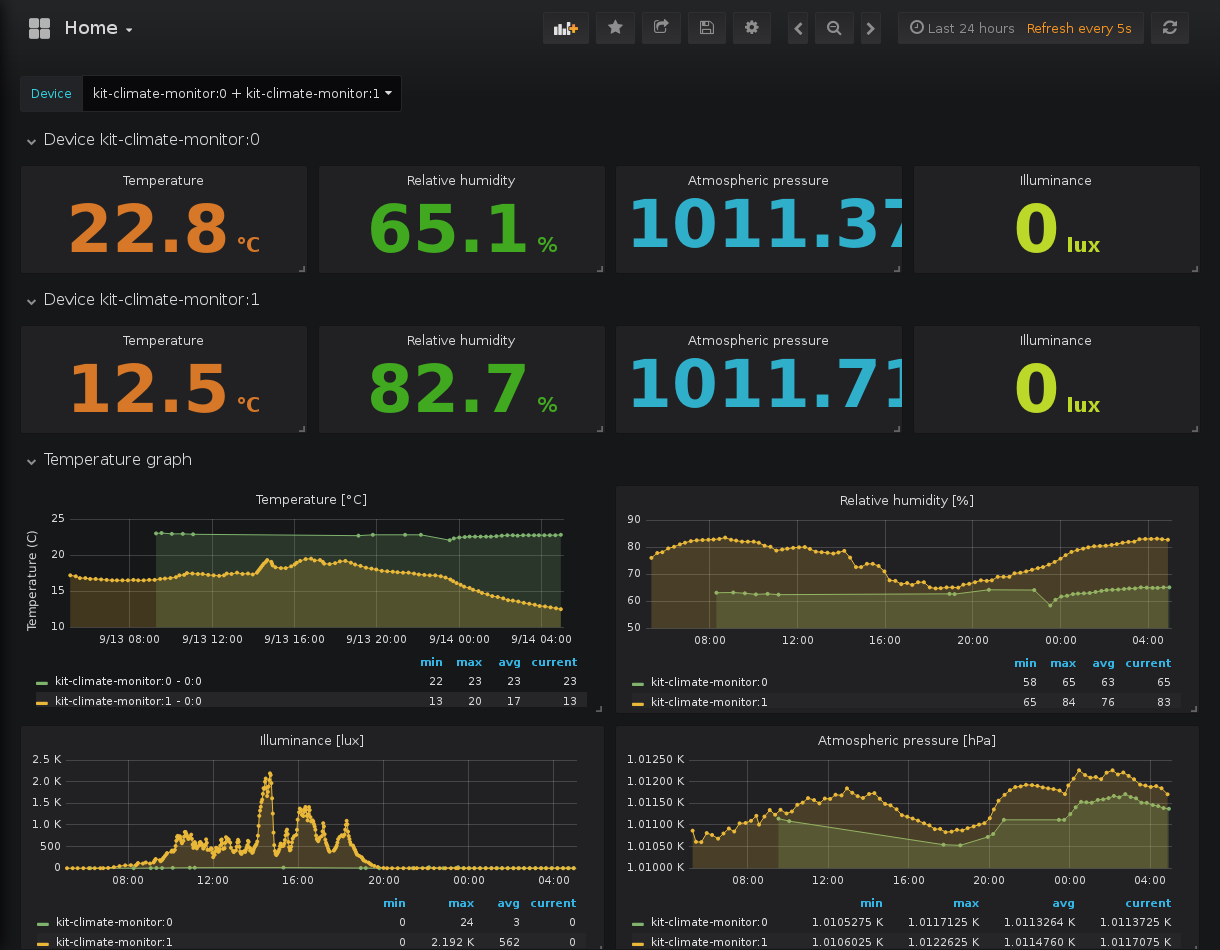 Home
Last 24 hours Refresh every 5s
Device kit-climate-monitor:0 + kit-climate-monitor:1
Device kit-climate-monitor:0
Temperature Relative humidity Atmospheric pressure Illuminance
22.8 °C 65.1 % 1011.37 0 lux
Device kit-climate-monitor:1
Temperature Relative humidity Atmospheric pressure Illuminance
12.5 °C 82.7 % 1011.71 0 lux
Temperature graph
Temperature [°C]
Temperature (C)
25
20
15
10
9/13 08:00 9/13 12:00 9/13 16:00 9/13 20:00 9/14 00:00 9/14 04:00
min max avg current
kit-climate-monitor:0 - 0:0 22 23 23 23
kit-climate-monitor:1 - 0:0 13 20 17 13
Relative humidity [%]
90
80
70
60
50
08:00 12:00 16:00 20:00 00:00 04:00
min max avg current
kit-climate-monitor:0 58 65 63 65
kit-climate-monitor:1 65 84 76 83
Illuminance [lux]
2.5 K
2.0 K
1.5 K
1.0 K
500
0
08:00 12:00 16:00 20:00 00:00 04:00
min max avg current
kit-climate-monitor:0 0 24 3 0
kit-climate-monitor:1 0 2.192 K 562 0
Atmospheric pressure [hPa]
1.01250 K
1.01200 K
1.01150 K
1.01100 K
1.01050 K
1.01000 K
08:00 12:00 16:00 20:00 00:00 04:00
min max avg current
kit-climate-monitor:0 1.0105275 K 1.0117125 K 1.0113264 K 1.0113725 K
kit-climate-monitor:1 1.0106025 K 1.0122625 K 1.0114760 K 1.0117075 K